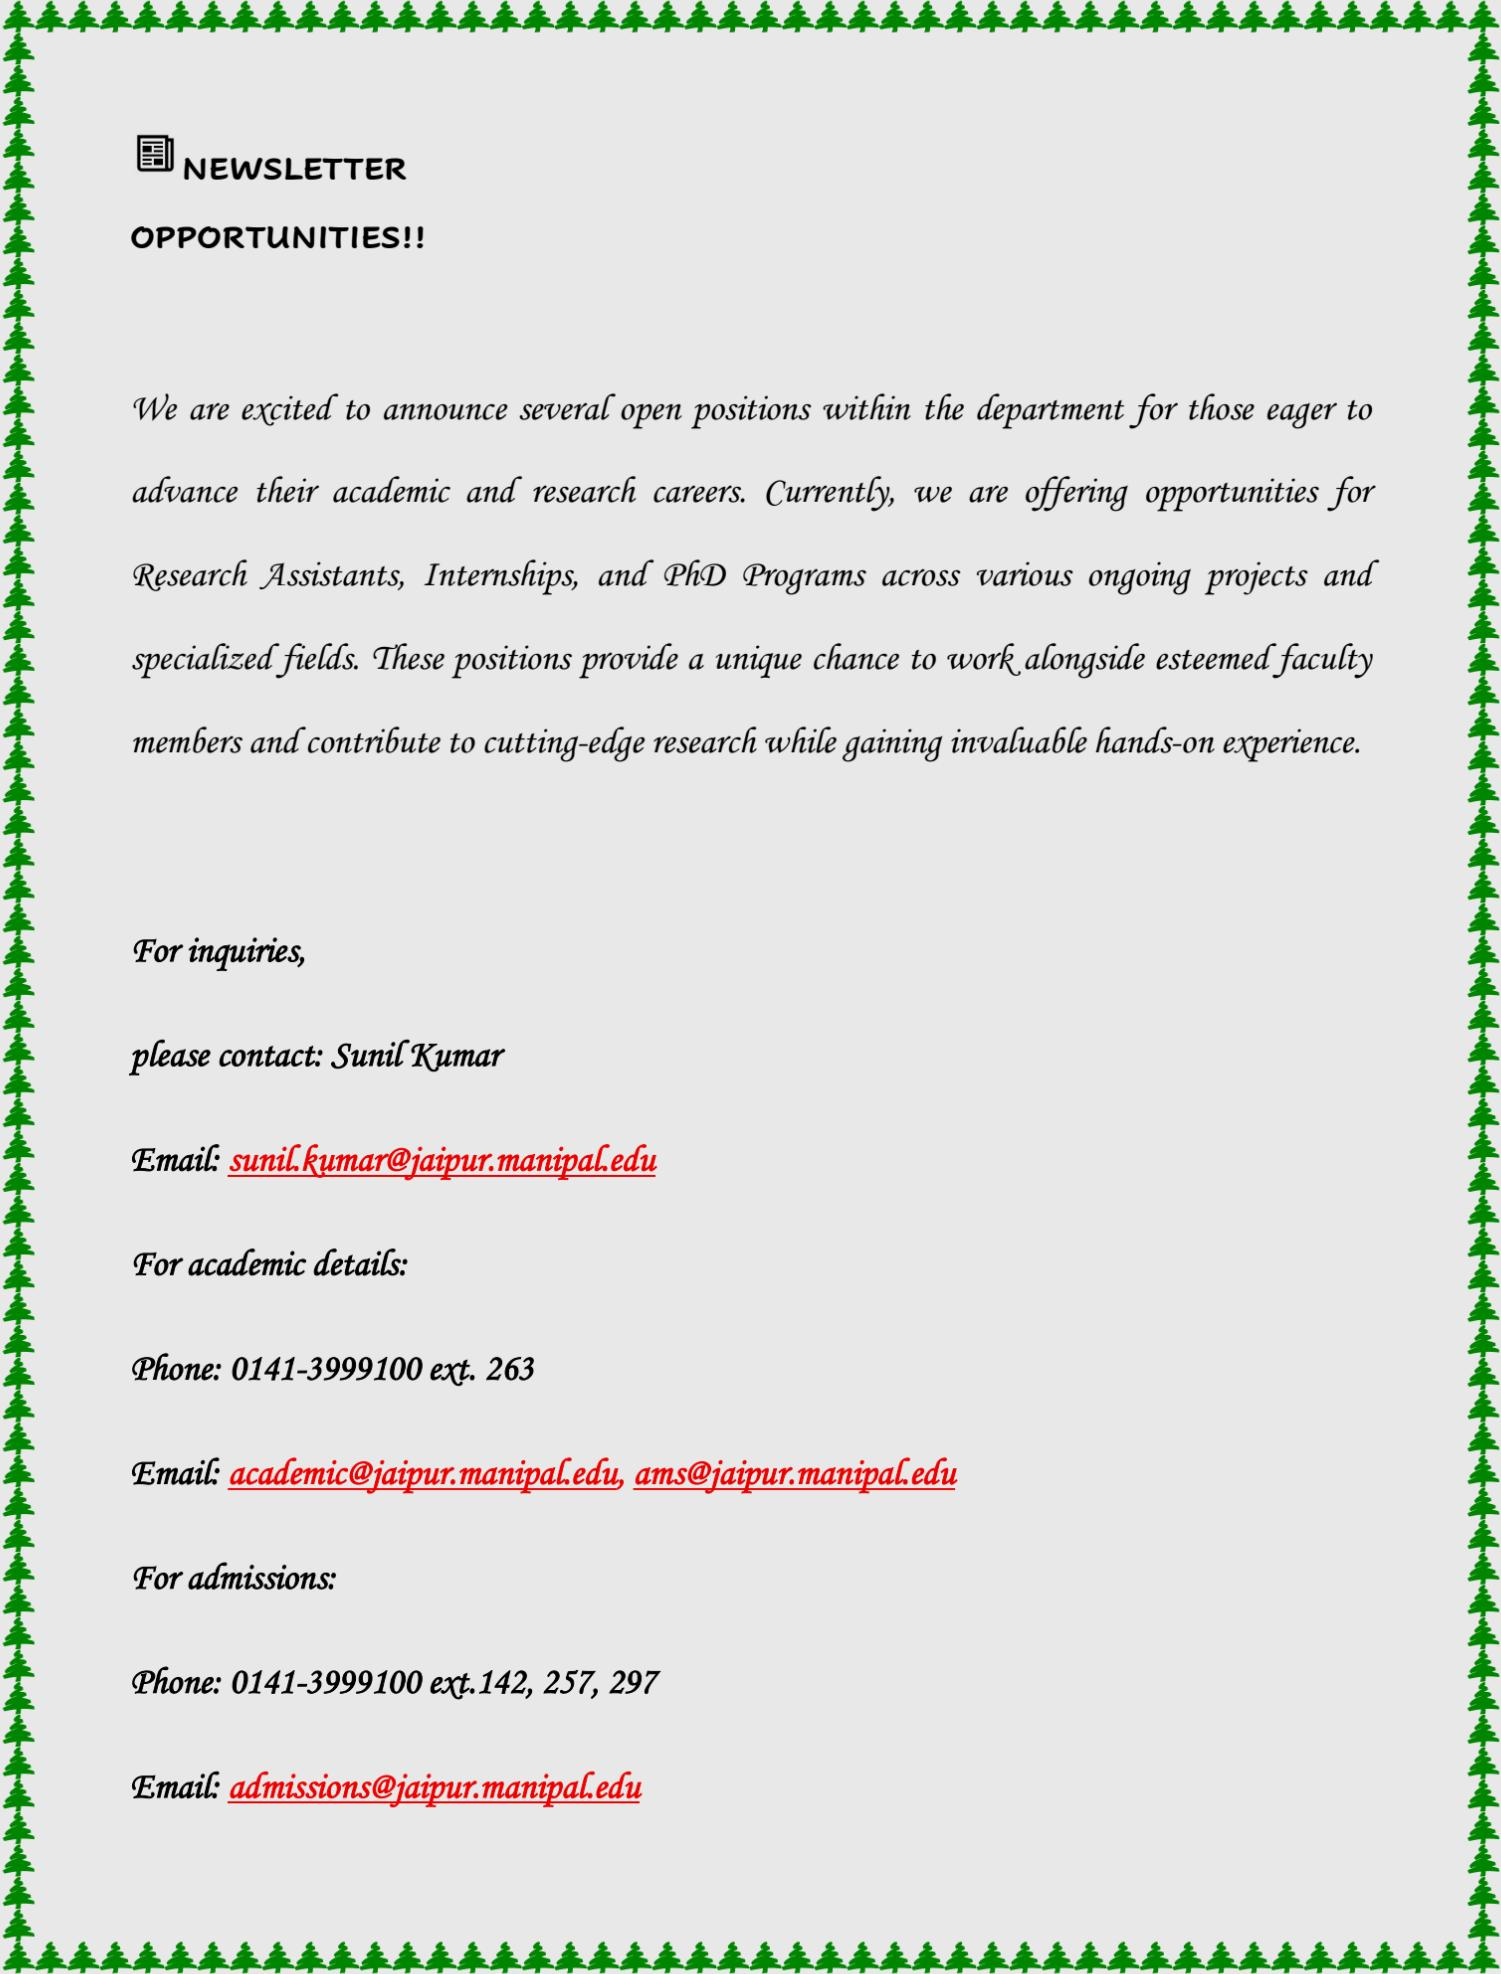 NEWSLETTER
OPPORTUNITIES!!
We are excited to announce several open positions within the department for those eager to
advance their academic and research careers. Currently, we are offering opportunities for
Research Assistants, Internships, and PhD Programs across various ongoing projects and
specialized fields. These positions provide a unique chance to work alongside esteemed faculty
members and contribute to cutting-edge research while gaining invaluable hands-on experience.
For inquiries,
please contact: Sunil Kumar
Email: sunil.kumar@jaipur.manipal.edu
For academic details:
Phone: 0141-3999100 ext. 263
Email: academic@jaipur.manipal.edu, ams@jaipur.manipal.edu
For admissions:
Phone: 0141-3999100 ext.142, 257, 297
Email: admissions@jaipur.manipal.edu